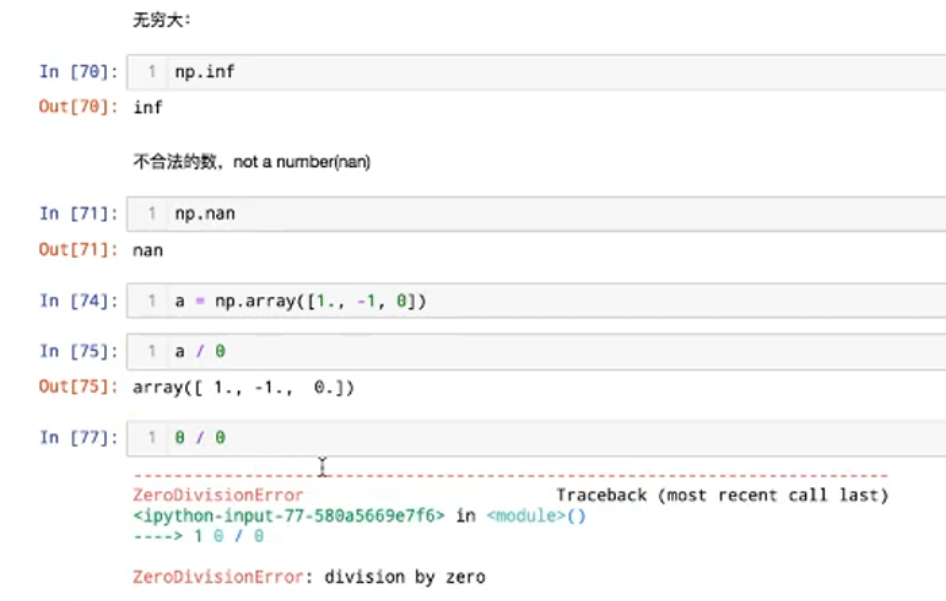 无穷大：
In [70]: 1 np.inf
Out[70]: inf
不合法的数，not a number(nan)
In [71]: 1 np.nan
Out[71]: nan
In [74]: 1 a = np.array([1., -1, 0])
In [75]: 1 a / 0
Out[75]: array([ 1., -1.,  0.])
In [77]: 1 0 / 0
---------------------------------------------------------------------------
ZeroDivisionError                         Traceback (most recent call last)
<ipython-input-77-580a5669e7f6> in <module>()
----> 1 0 / 0
ZeroDivisionError: division by zero